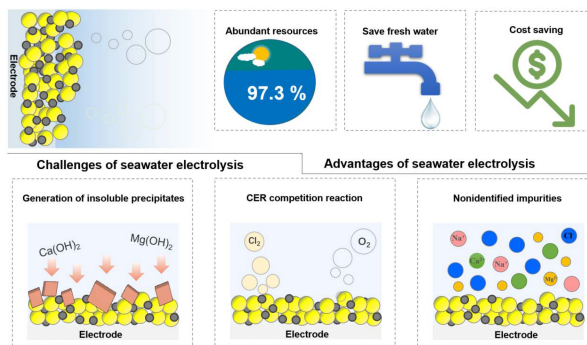 Electrode
Abundant resources
97.3 %
Save fresh water
Cost saving
$
Challenges of seawater electrolysis
Advantages of seawater electrolysis
Generation of insoluble precipitates
Ca(OH)₂
Mg(OH)₂
Electrode
CER competition reaction
Cl₂
O₂
Electrode
Nonidentified impurities
Na⁺
Cl⁻
Ca²⁺
Na⁺
Mg²⁺
Electrode